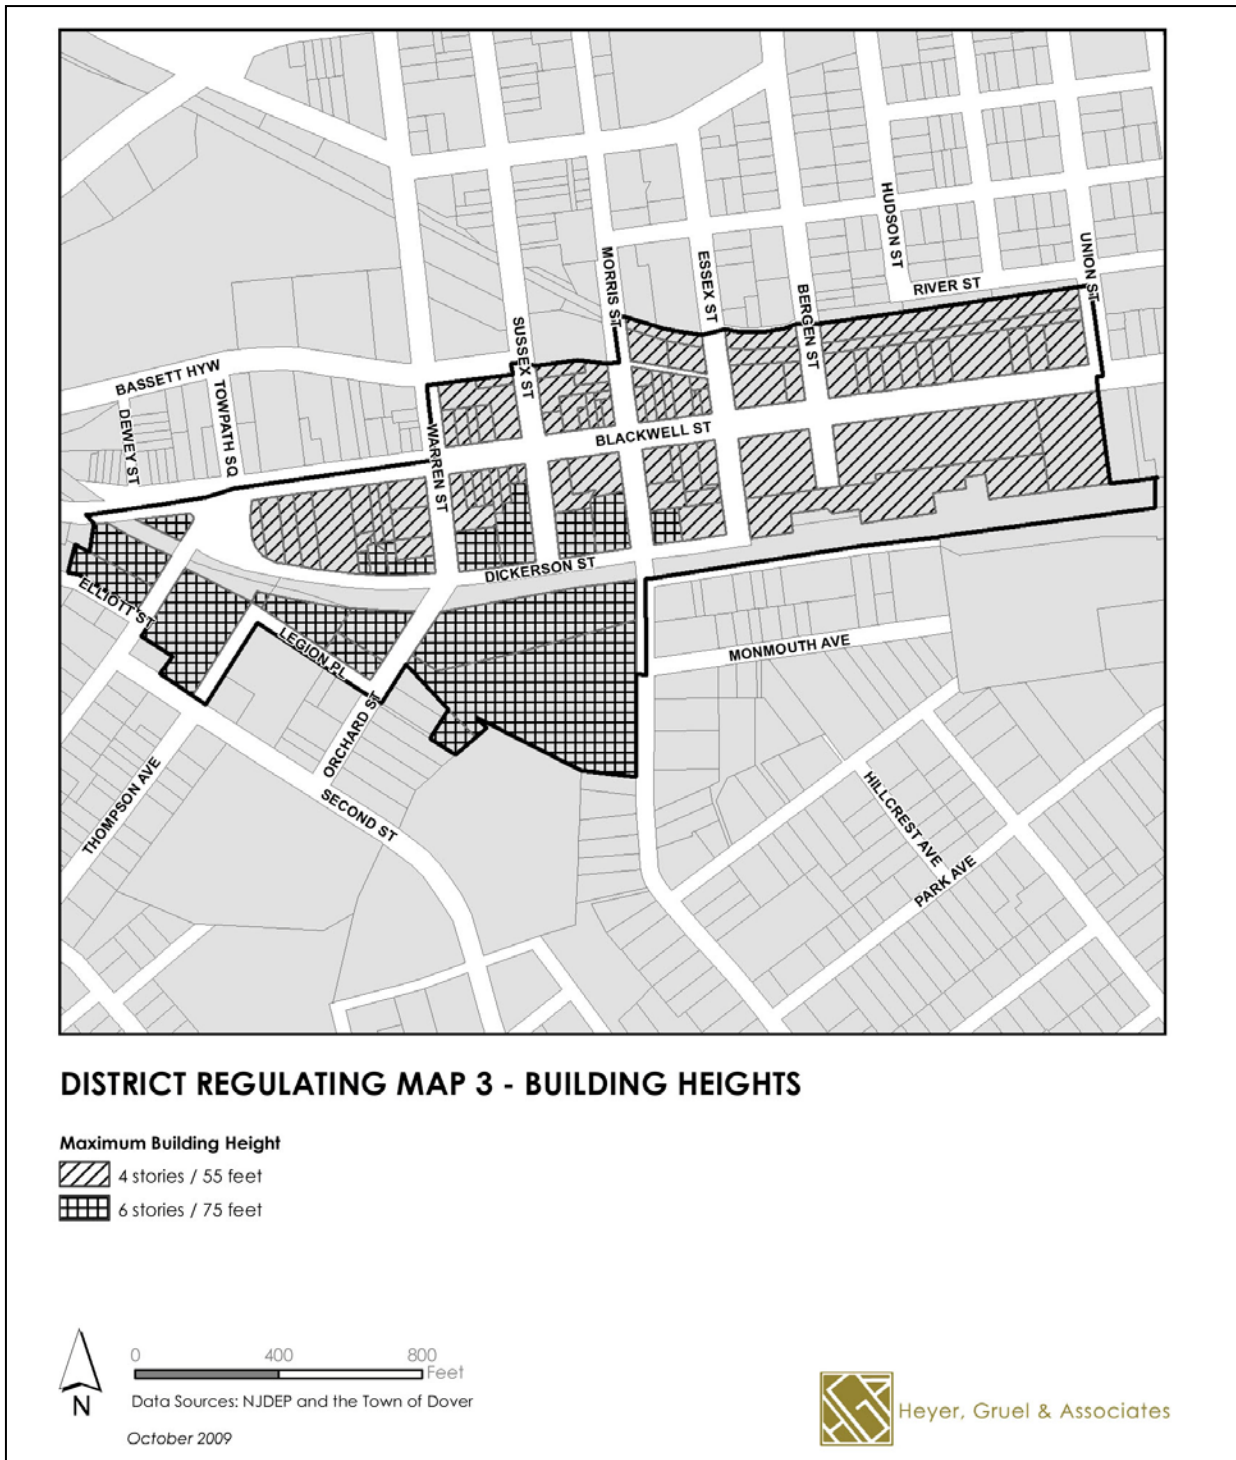 HUDSON ST
UNION ST
MORRIS ST
ESSEX ST
RIVER ST
BERGEN ST
SUSSEX ST
BASSETT HYW
TOWPATH SQ
DEWEY ST
WARREN ST
BLACKWELL ST
DICKERSON ST
ELLIOTT ST
LEGION PL
MONMOUTH AVE
ORCHARD ST
THOMPSON AVE
SECOND ST
HILLCREST AVE
PARK AVE
DISTRICT REGULATING MAP 3 - BUILDING HEIGHTS
Maximum Building Height
4 stories / 55 feet
6 stories / 75 feet
0 400 800
Feet
N
Data Sources: NJDEP and the Town of Dover
October 2009
Heyer, Gruel & Associates